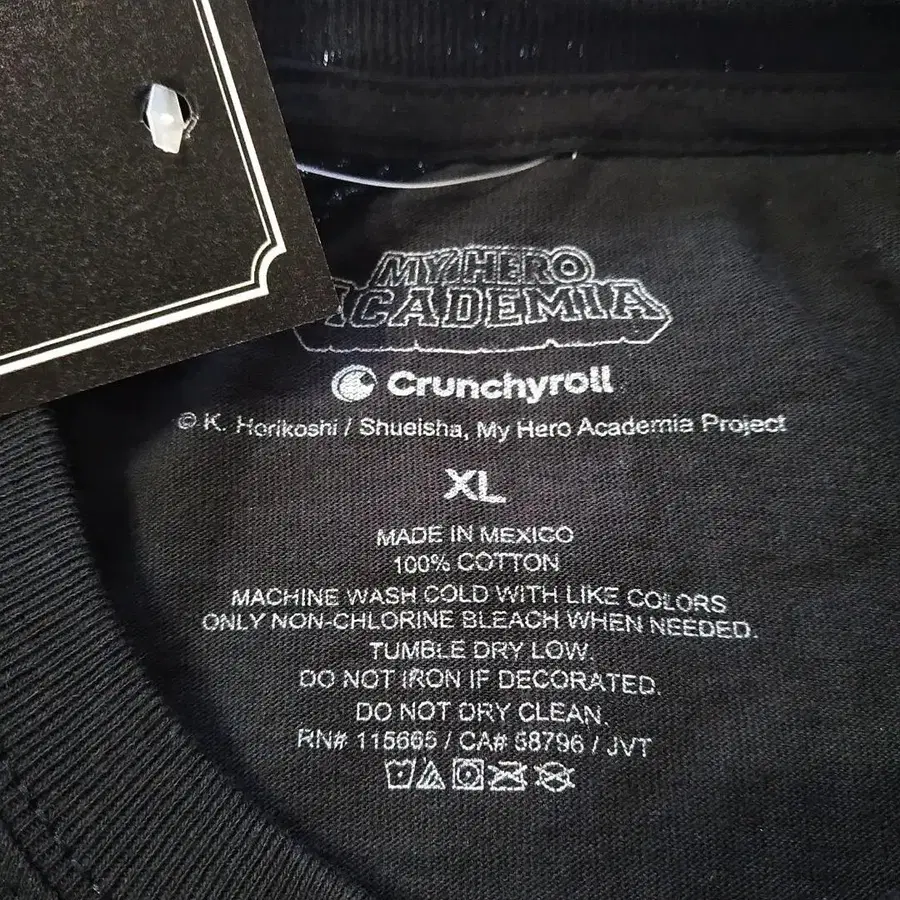 MY HERO
ACADEMIA
Crunchyroll
© K. Horikoshi / Shueisha, My Hero Academia Project
XL
MADE IN MEXICO
100% COTTON
MACHINE WASH COLD WITH LIKE COLORS
ONLY NON-CHLORINE BLEACH WHEN NEEDED.
TUMBLE DRY LOW.
DO NOT IRON IF DECORATED.
DO NOT DRY CLEAN.
RN# 115665 / CA# 58796 / JVT